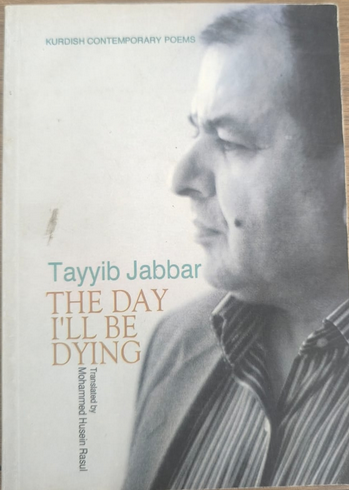 KURDISH CONTEMPORARY POEMS
Tayyib Jabbar
THE DAY
I'LL BE
DYING
Translated by
Mohammed Husein Rasul